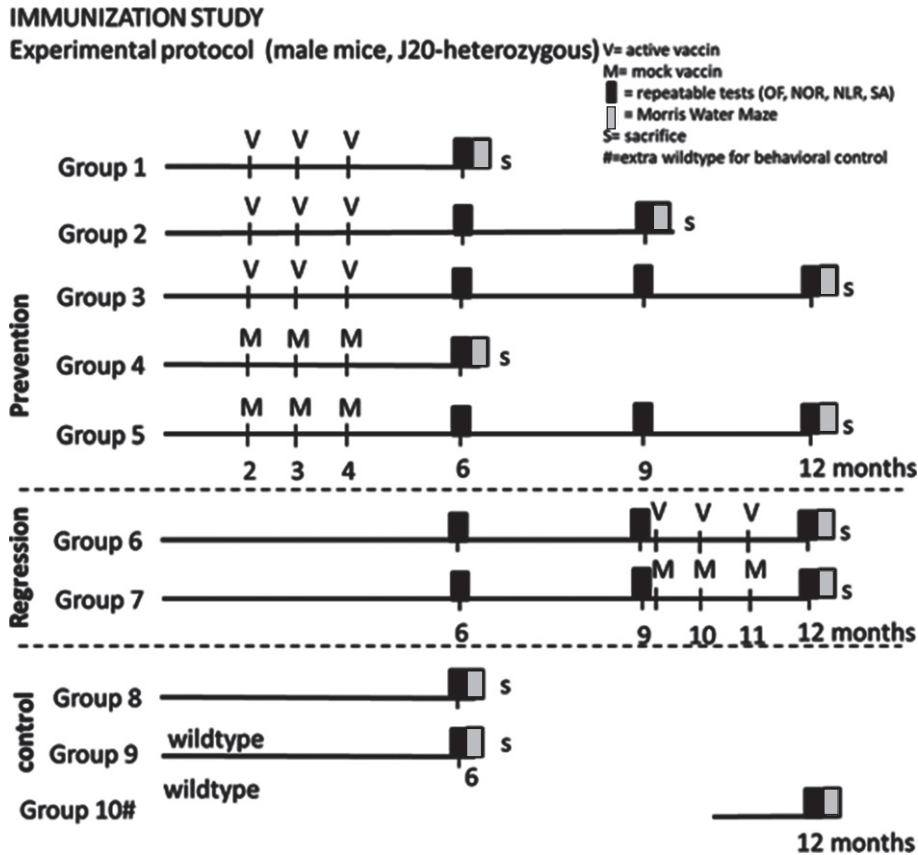 IMMUNIZATION STUDY
Experimental protocol (male mice, J20-heterozygous)
V= active vaccin
M= mock vaccin
= repeatable tests (OF, NOR, NLR, SA)
= Morris Water Maze
S= sacrifice
#=extra wildtype for behavioral control
Prevention
V V V
Group 1 s
V V V
Group 2 s
V V V
Group 3 s
M M M
Group 4 s
M M M
Group 5 s
2 3 4 6 9 12 months
Regression
V V V
Group 6 s
M M M
Group 7 s
6 9 10 11 12 months
control
Group 8 s
wildtype
Group 9 s
6
wildtype
Group 10#
12 months